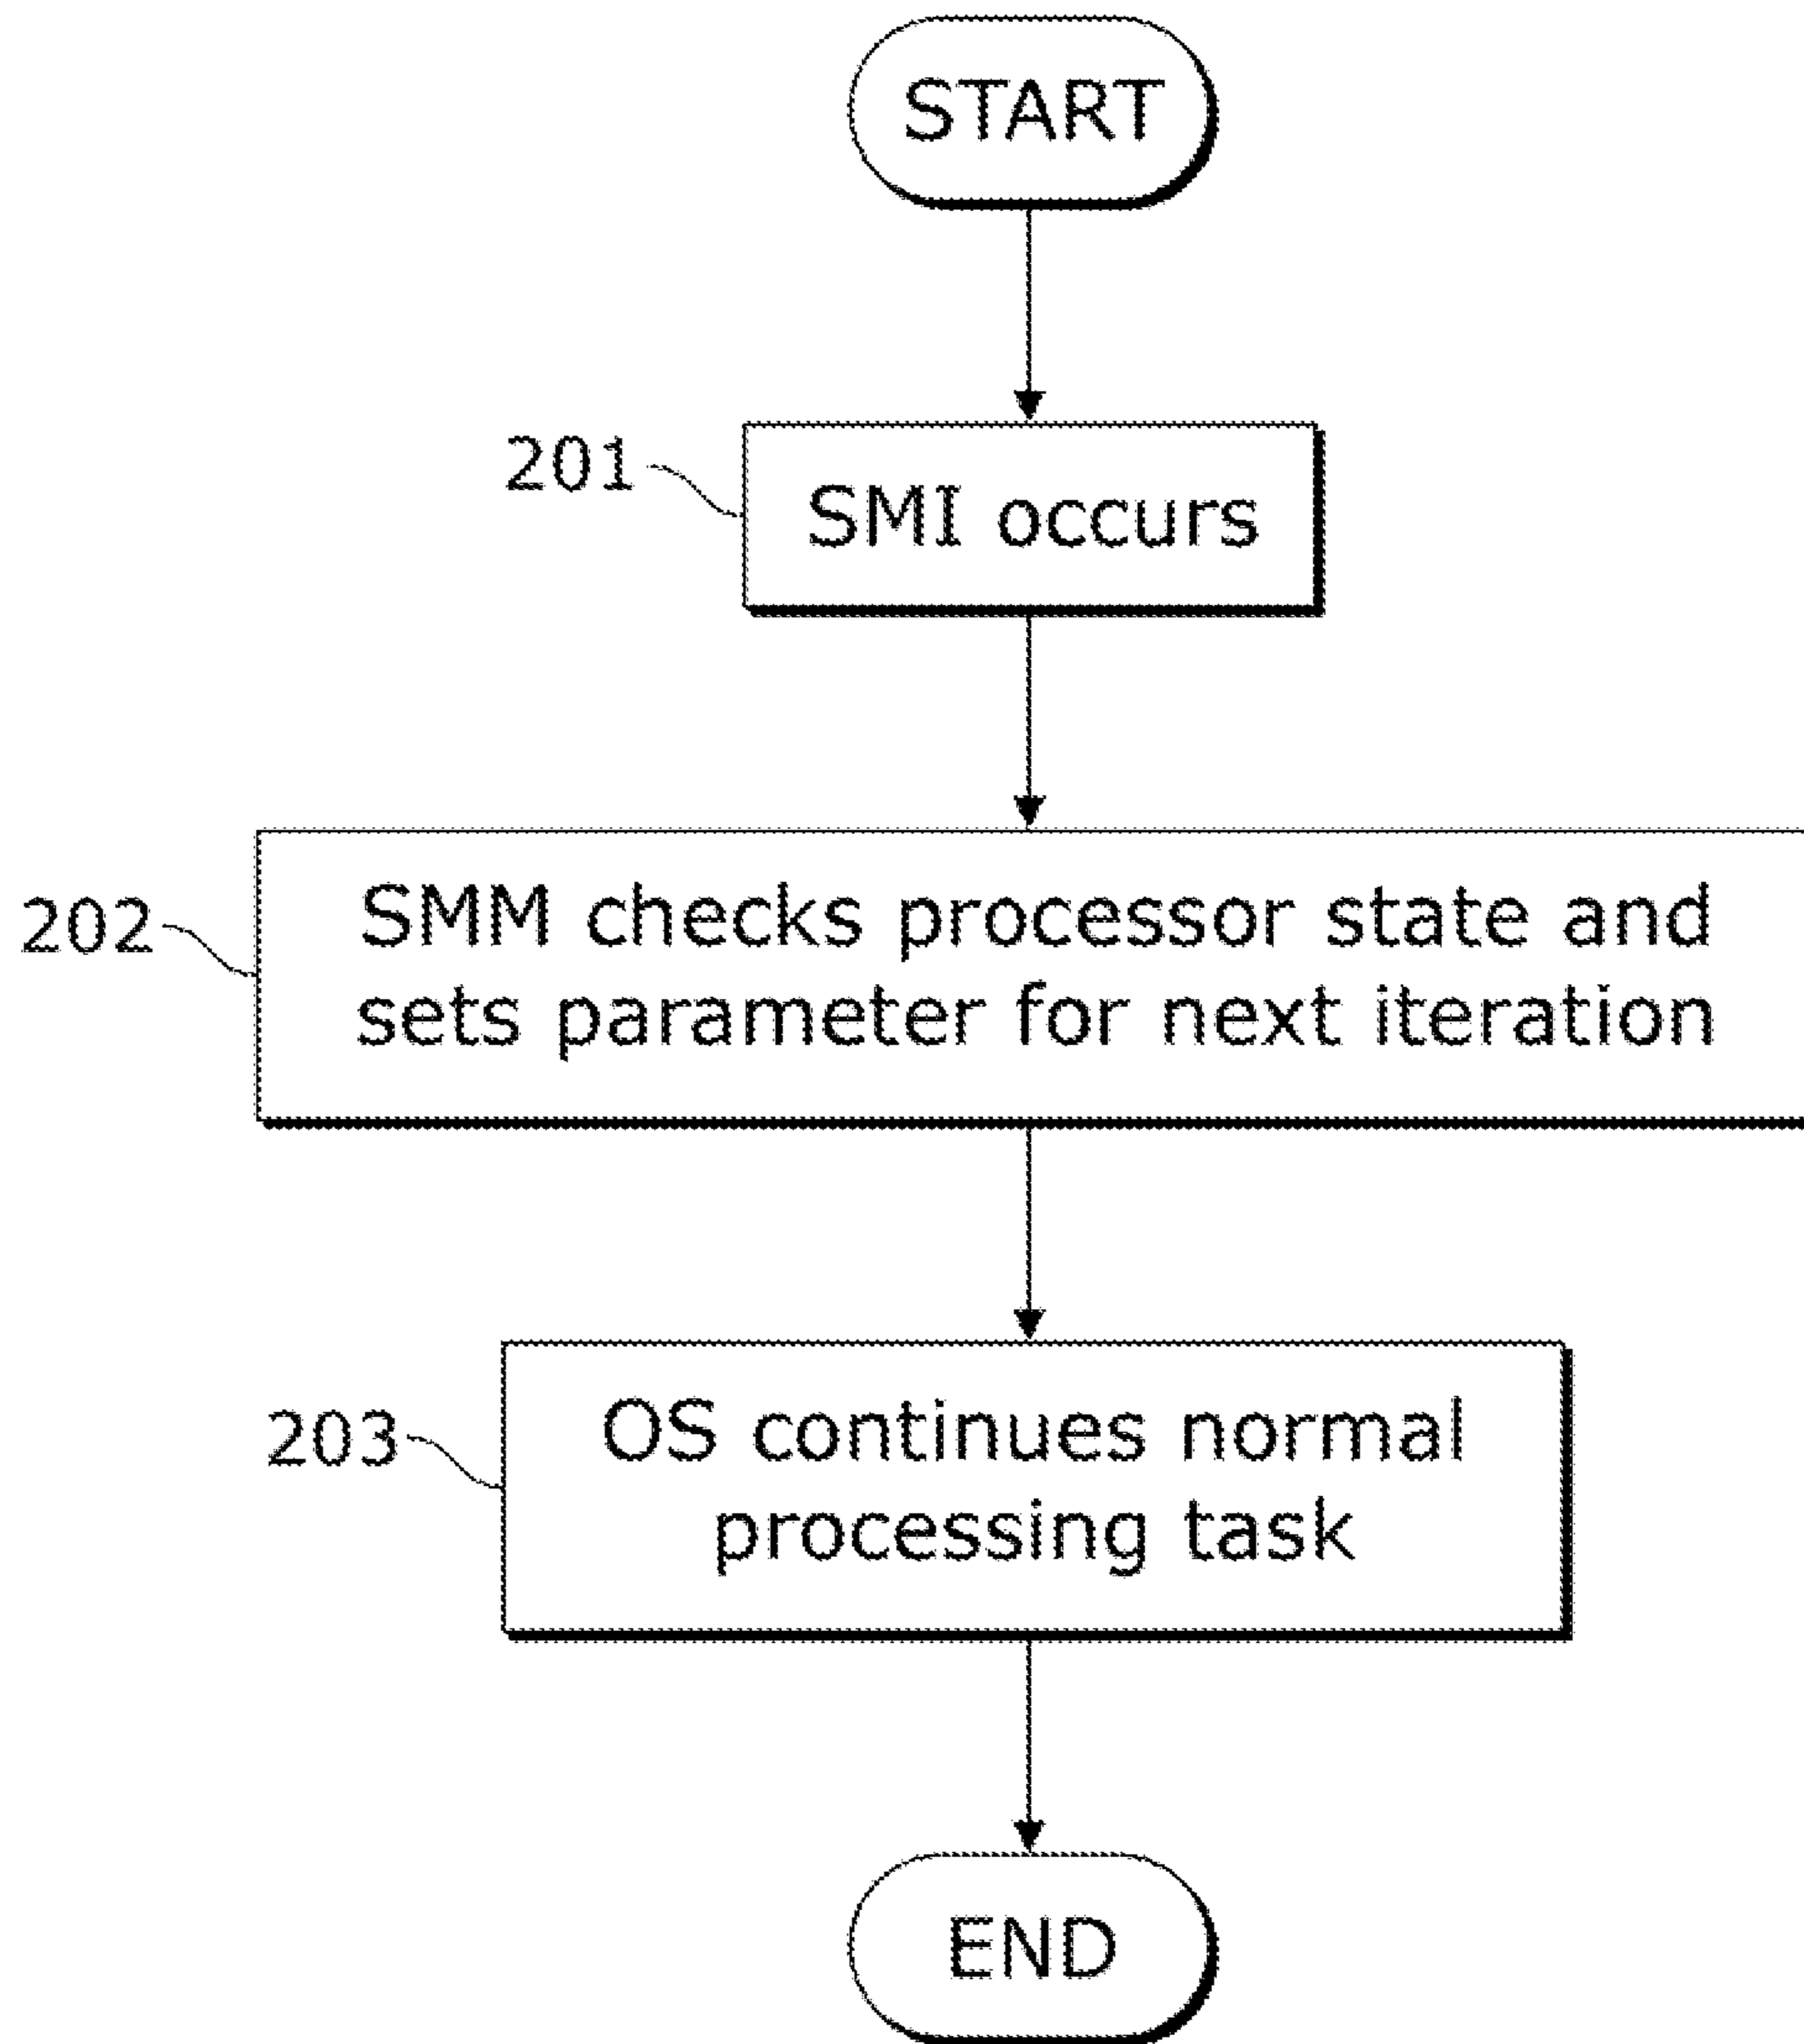 START
201
SMI occurs
202
SMM checks processor state and
sets parameter for next iteration
203
OS continues normal
processing task
END